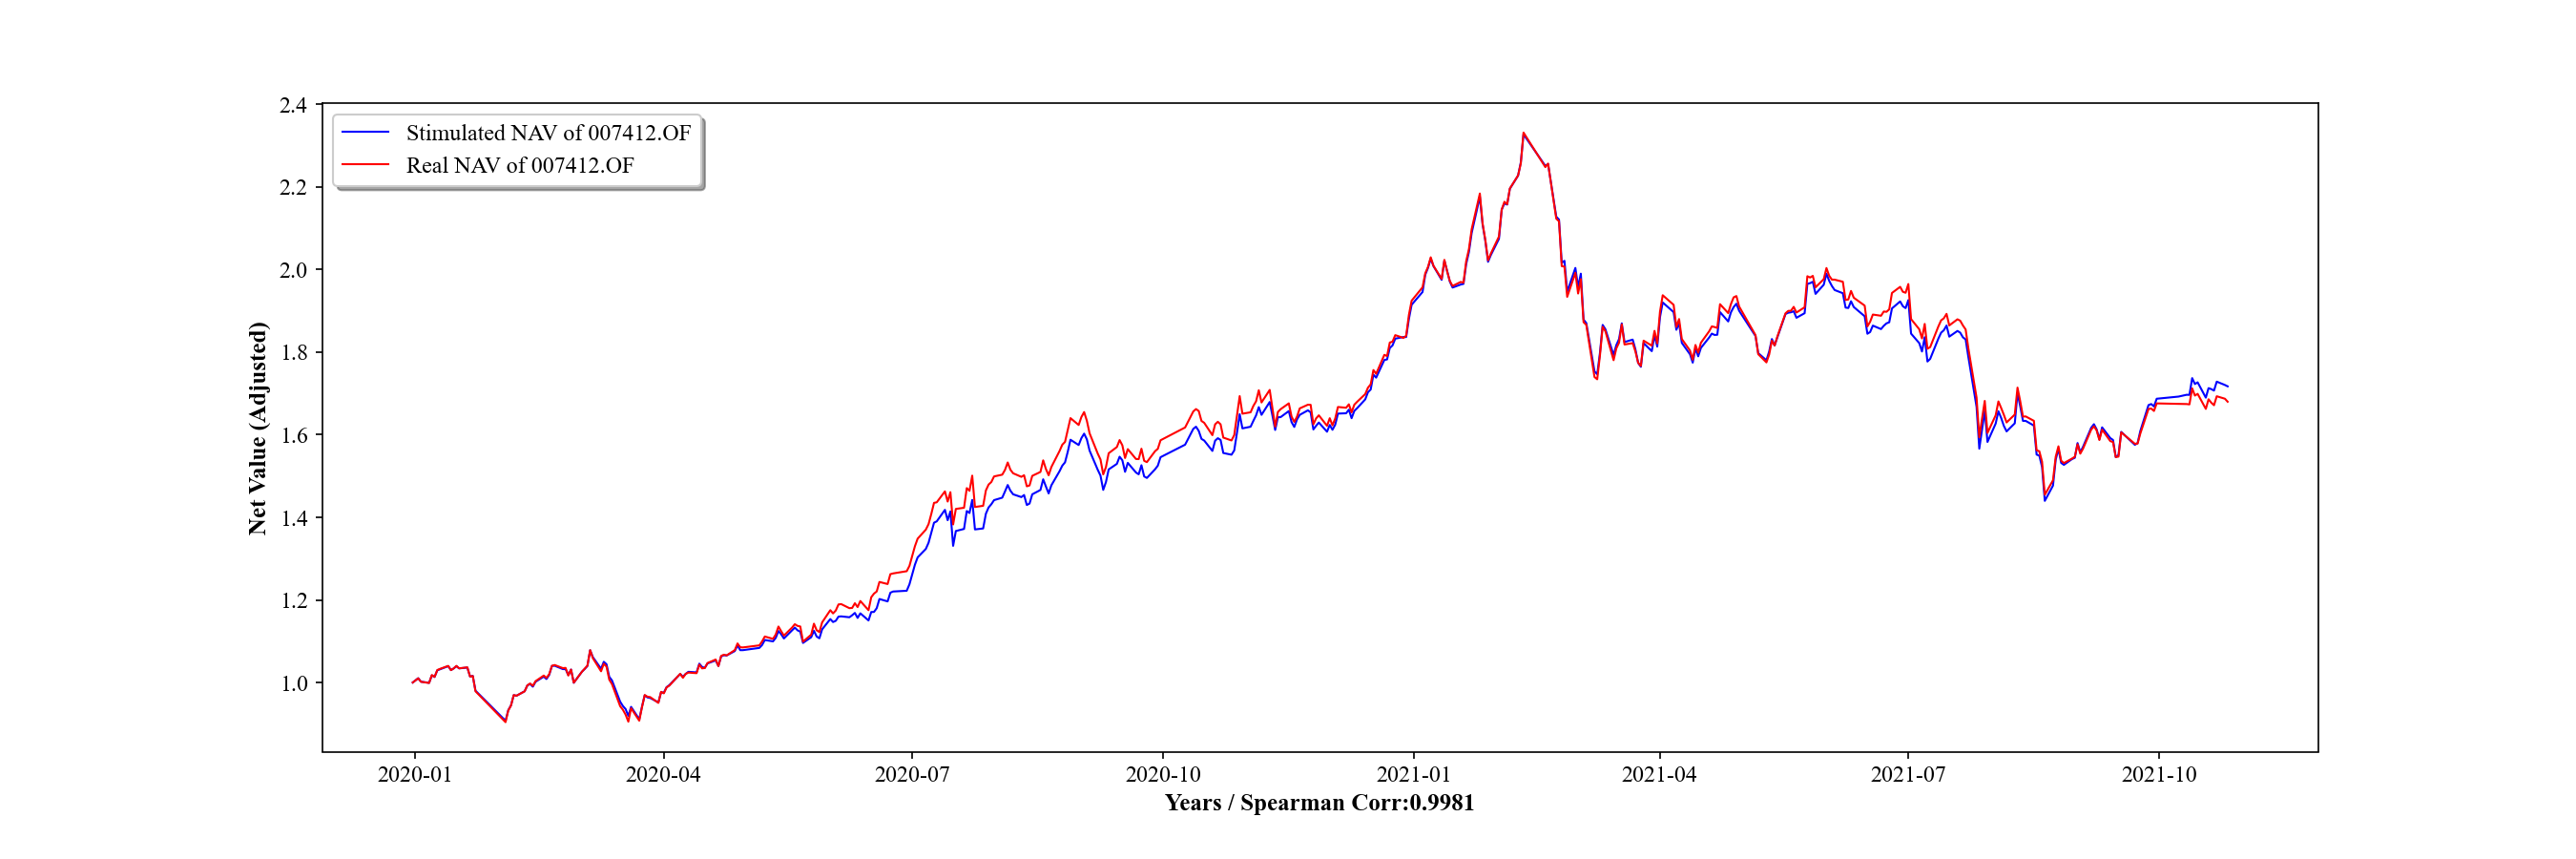 2.4
2.2
2.0
1.8
1.6
1.4
1.2
1.0
Net Value (Adjusted)
Stimulated NAV of 007412.OF
Real NAV of 007412.OF
2020-01 2020-04 2020-07 2020-10 2021-01 2021-04 2021-07 2021-10
Years / Spearman Corr:0.9981